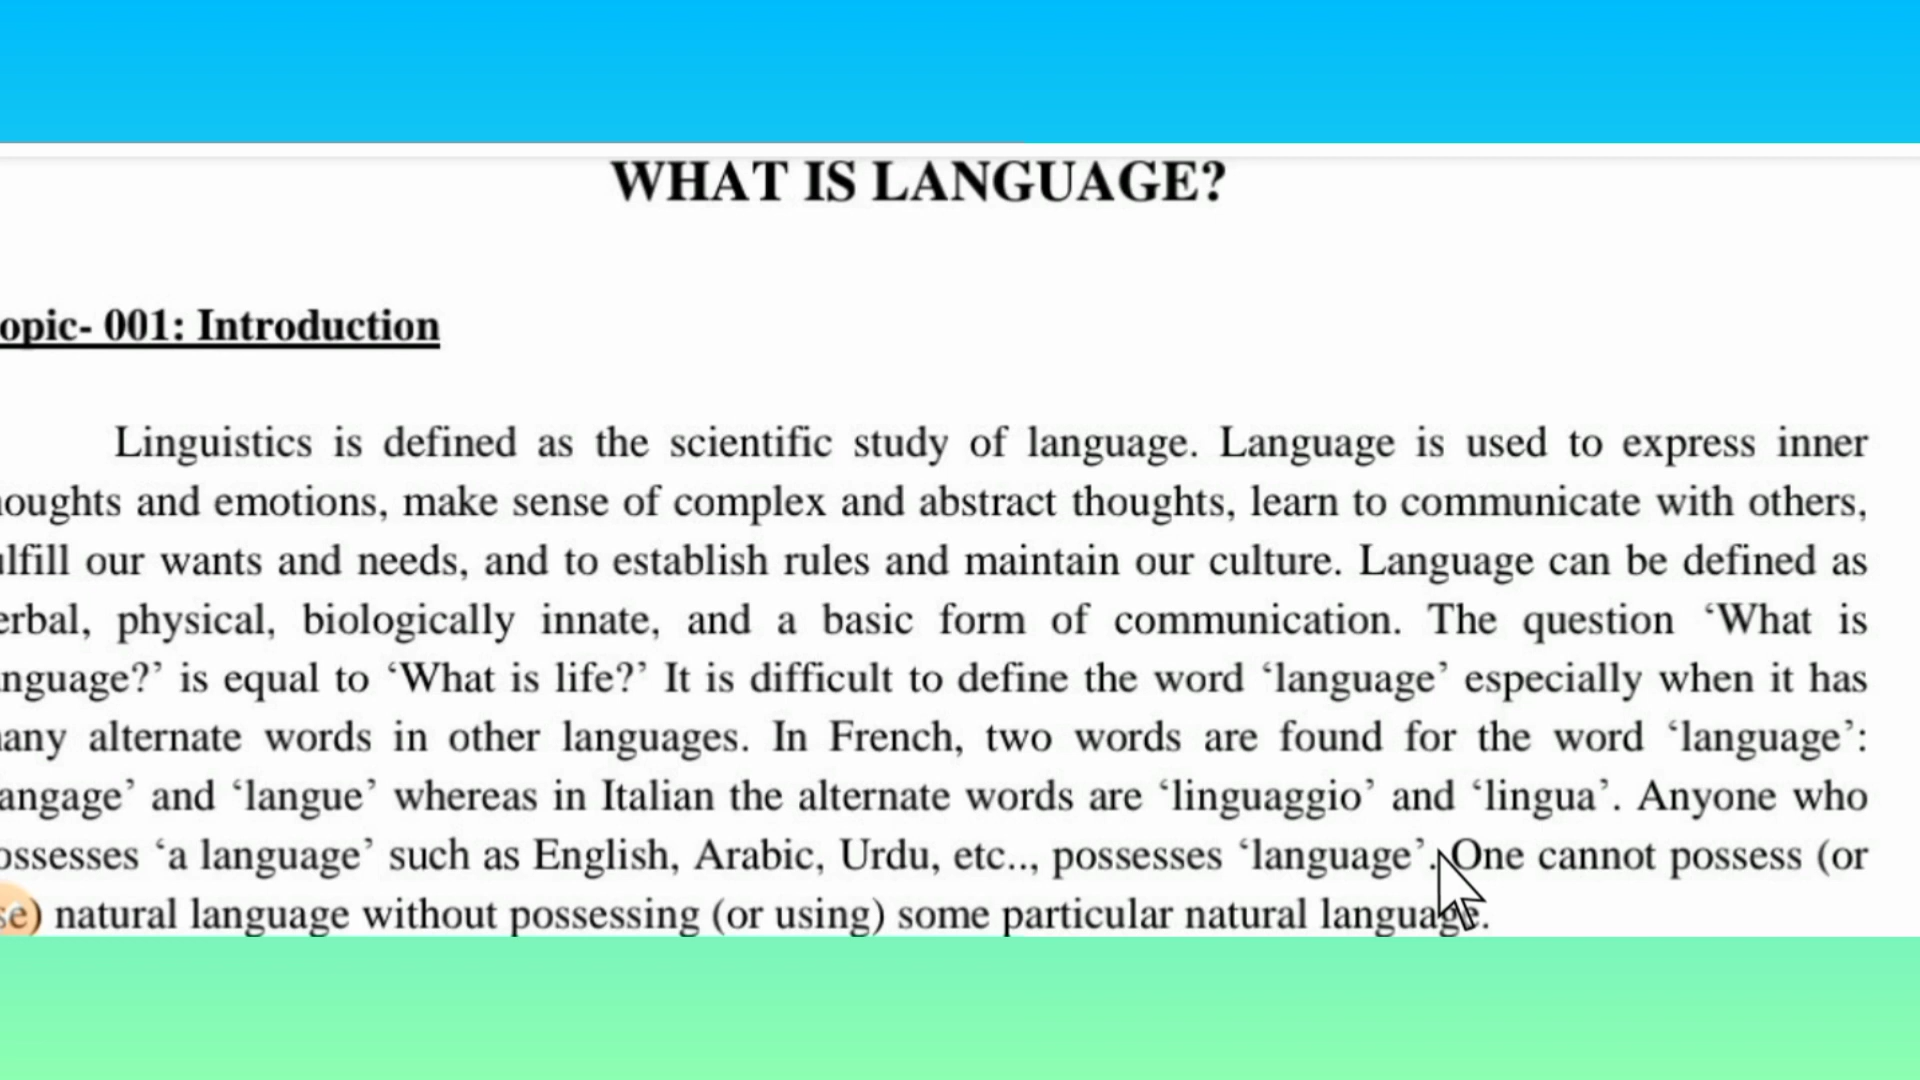 WHAT IS LANGUAGE?
opic- 001: Introduction
Linguistics is defined as the scientific study of language. Language is used to express inner
oughts and emotions, make sense of complex and abstract thoughts, learn to communicate with others,
lfill our wants and needs, and to establish rules and maintain our culture. Language can be defined as
erbal, physical, biologically innate, and a basic form of communication. The question ‘What is
nguage?’ is equal to ‘What is life?’ It is difficult to define the word ‘language’ especially when it has
any alternate words in other languages. In French, two words are found for the word ‘language’:
angage’ and ‘langue’ whereas in Italian the alternate words are ‘linguaggio’ and ‘lingua’. Anyone who
ossesses ‘a language’ such as English, Arabic, Urdu, etc.., possesses ‘language’. One cannot possess (or
se) natural language without possessing (or using) some particular natural language.